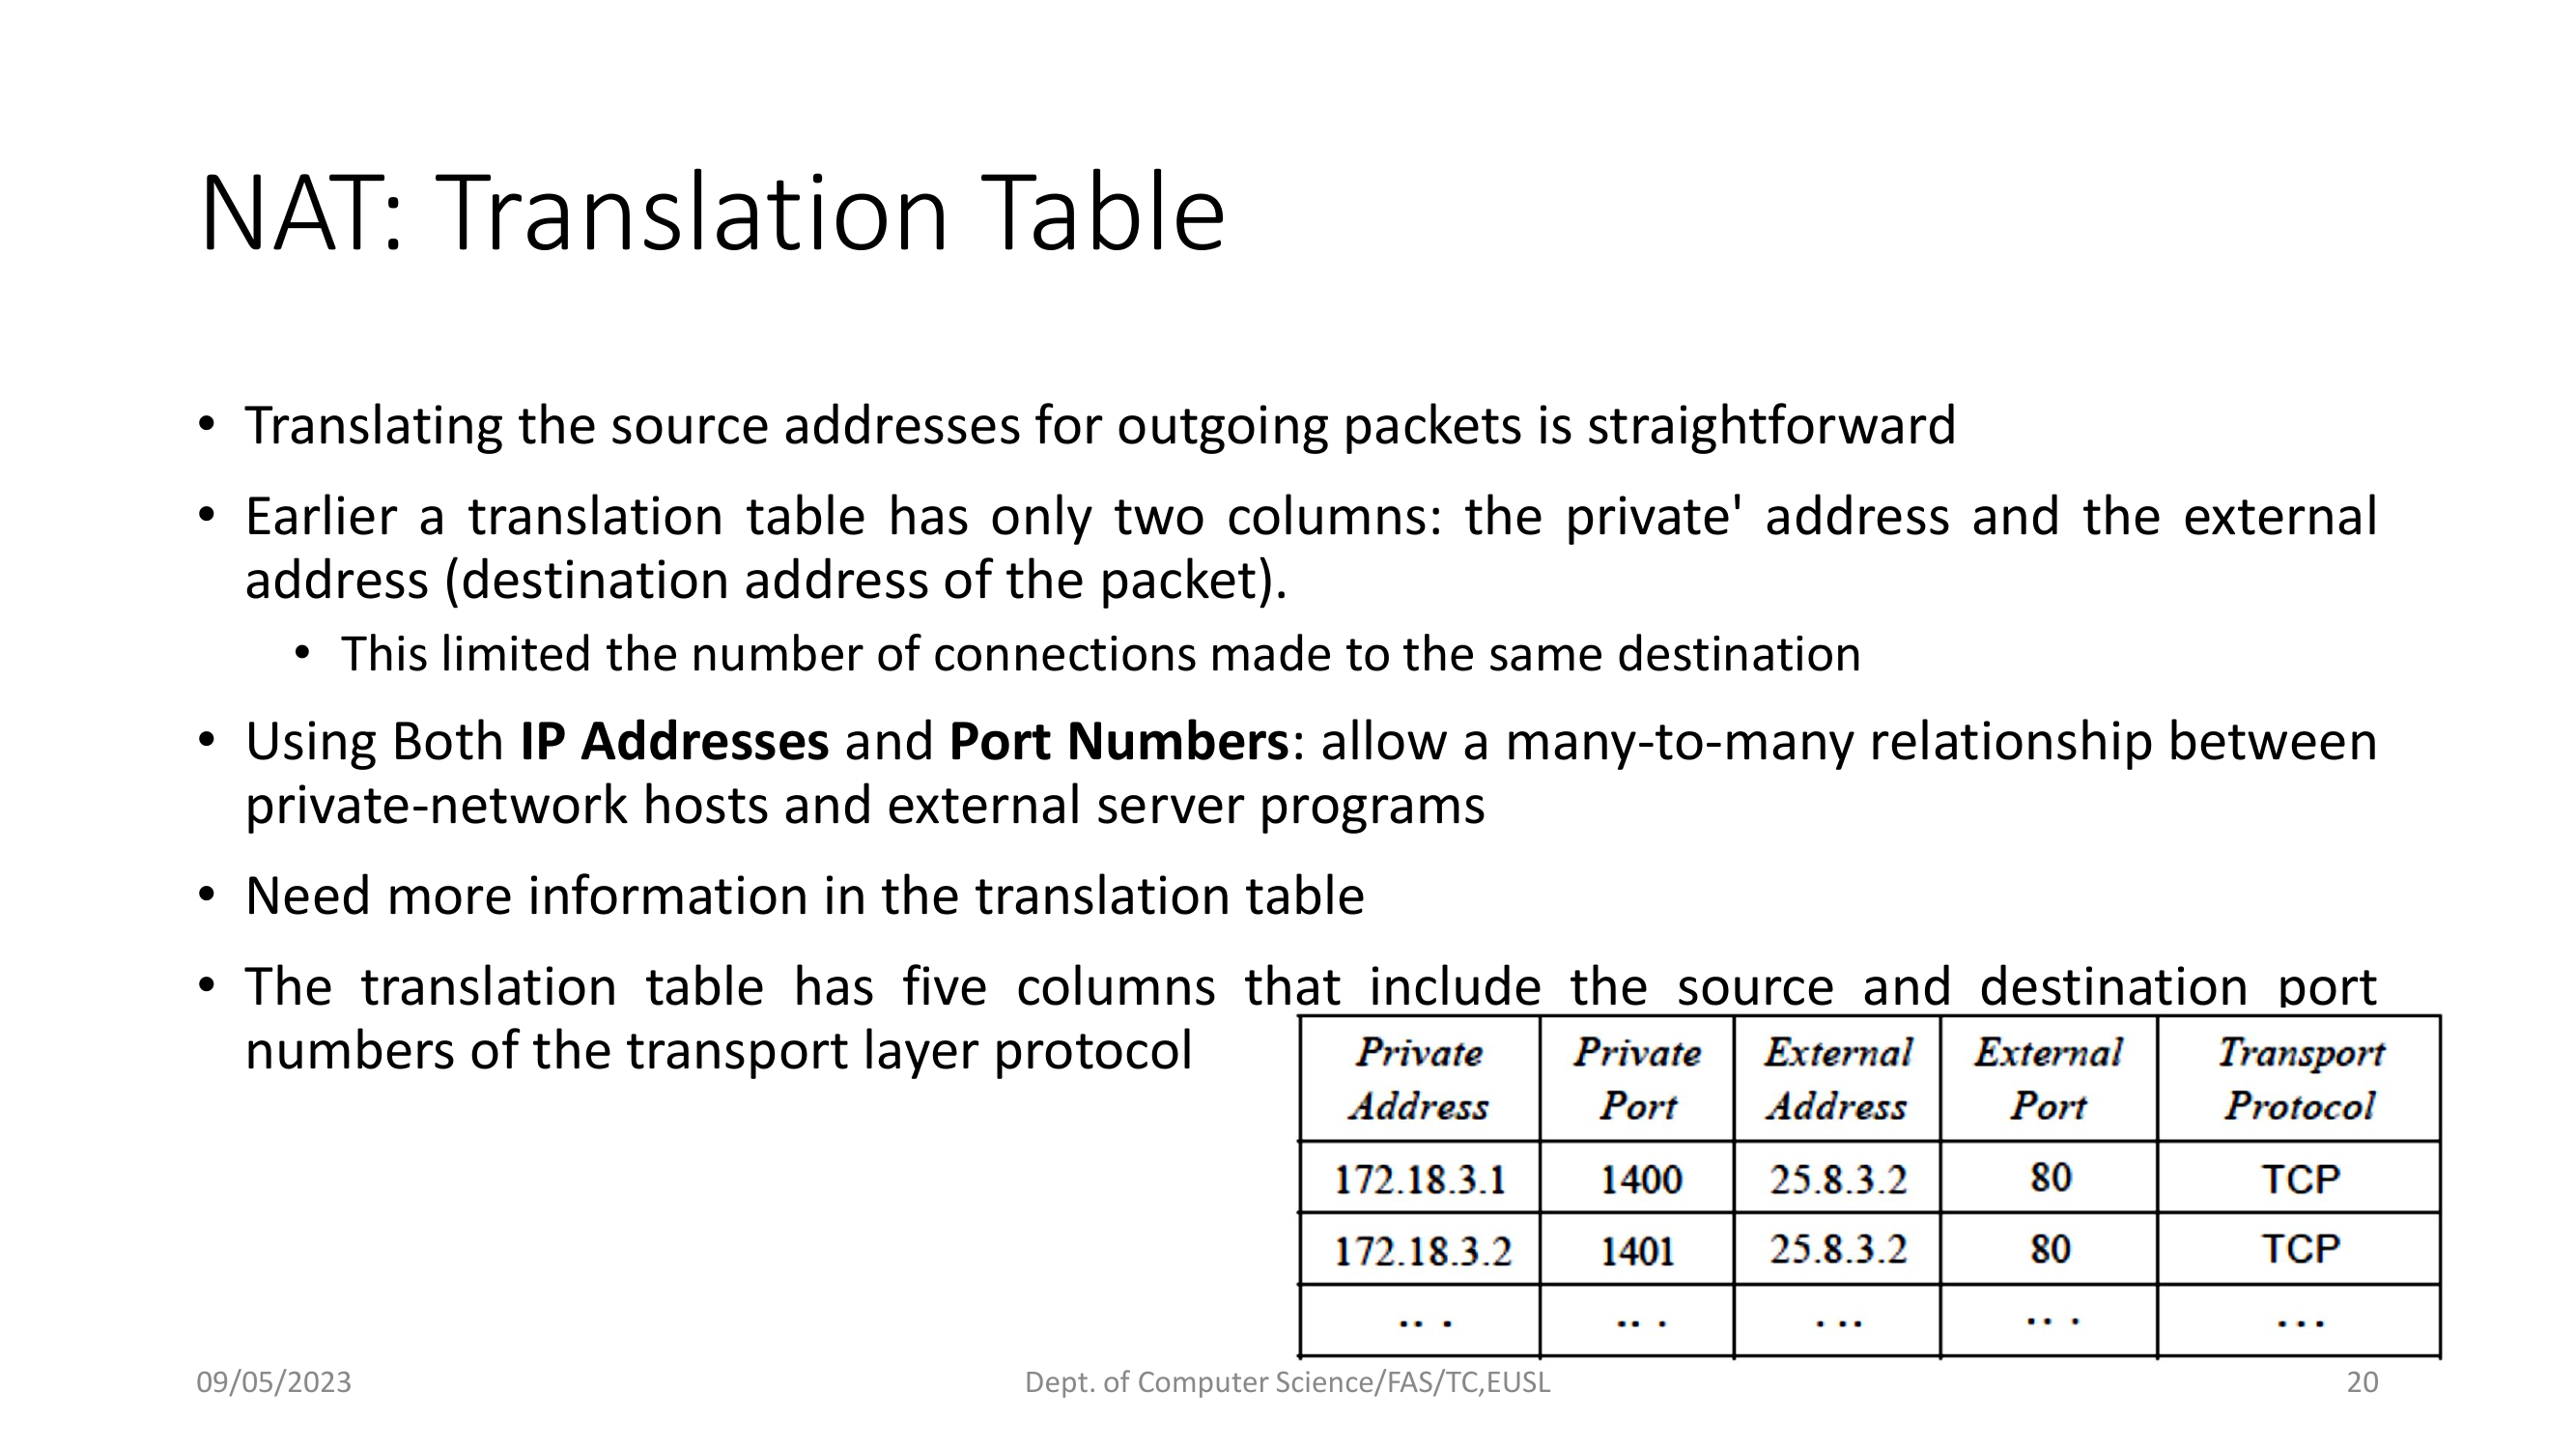 NAT: Translation Table
• Translating the source addresses for outgoing packets is straightforward
• Earlier a translation table has only two columns: the private' address and the external
address (destination address of the packet).
• This limited the number of connections made to the same destination
• Using Both IP Addresses and Port Numbers: allow a many-to-many relationship between
private-network hosts and external server programs
• Need more information in the translation table
• The translation table has five columns that include the source and destination port
numbers of the transport layer protocol
Private Address Private Port External Address External Port Transport Protocol
172.18.3.1 1400 25.8.3.2 80 TCP
172.18.3.2 1401 25.8.3.2 80 TCP
... ... ... ... ...
09/05/2023 Dept. of Computer Science/FAS/TC,EUSL 20